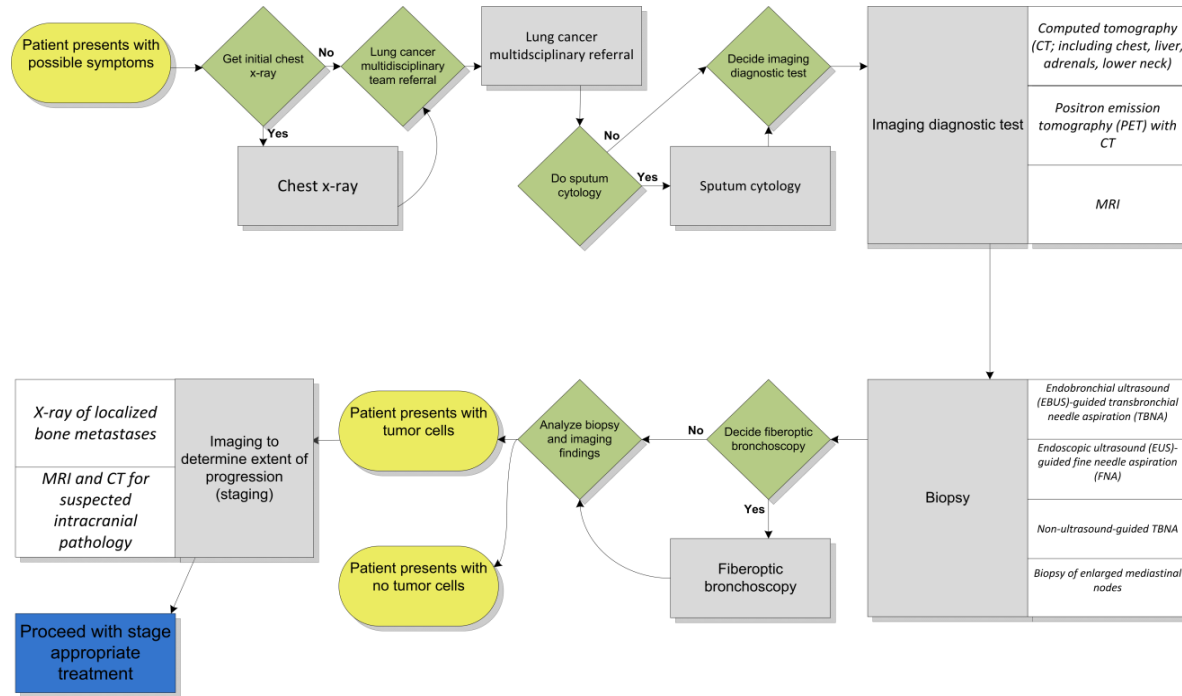 Patient presents with
possible symptoms
Get initial chest
x-ray
No
Yes
Chest x-ray
Lung cancer
multidisciplinary
team referral
Lung cancer
multidsciplinary referral
Do sputum
cytology
No
Yes
Sputum cytology
Decide imaging
diagnostic test
Imaging diagnostic test
Computed tomography
(CT; including chest, liver,
adrenals, lower neck)
Positron emission
tomography (PET) with
CT
MRI
Biopsy
Endobronchial ultrasound
(EBUS)-guided transbronchial
needle aspiration (TBNA)
Endoscopic ultrasound (EUS)-
guided fine needle aspiration
(FNA)
Non-ultrasound-guided TBNA
Biopsy of enlarged mediastinal
nodes
Decide fiberoptic
bronchoscopy
No
Yes
Fiberoptic
bronchoscopy
Analyze biopsy
and imaging
findings
Patient presents with
tumor cells
Patient presents with
no tumor cells
Imaging to
determine extent of
progression
(staging)
X-ray of localized
bone metastases
MRI and CT for
suspected
intracranial
pathology
Proceed with stage
appropriate
treatment